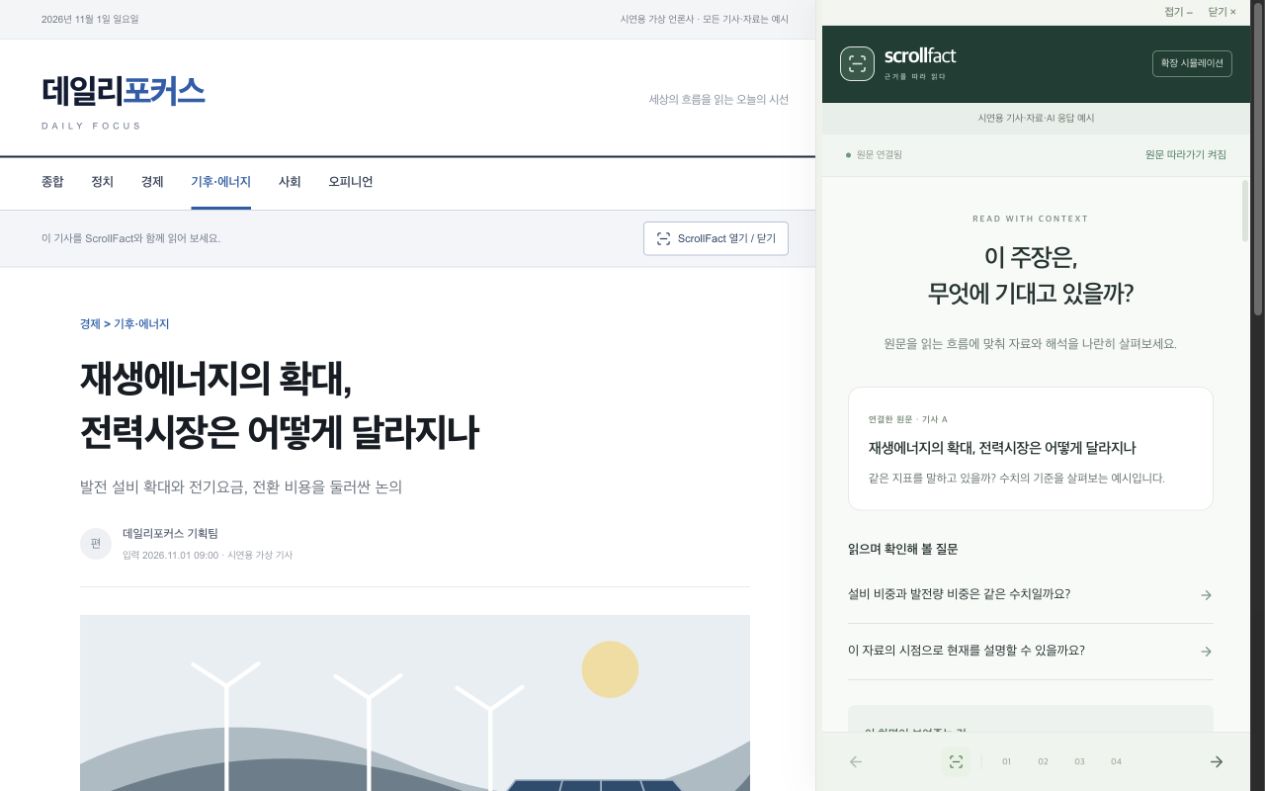 2026년 11월 1일 일요일
시연용 가상 언론사 · 모든 기사·자료는 예시
데일리포커스
DAILY FOCUS
세상의 흐름을 읽는 오늘의 시선
종합
정치
경제
기후·에너지
사회
오피니언
이 기사를 ScrollFact와 함께 읽어 보세요.
ScrollFact 열기 / 닫기
경제 > 기후·에너지
재생에너지의 확대,
전력시장은 어떻게 달라지나
발전 설비 확대와 전기요금, 전환 비용을 둘러싼 논의
편
데일리포커스 기획팀
입력 2026.11.01 09:00 · 시연용 가상 기사
접기 –
닫기 ×
scrollfact
근거를 따라 읽다
확장 시뮬레이션
시연용 기사·자료·AI 응답 예시
원문 연결됨
원문 따라가기 켜짐
READ WITH CONTEXT
이 주장은,
무엇에 기대고 있을까?
원문을 읽는 흐름에 맞춰 자료와 해석을 나란히 살펴보세요.
연결한 원문 · 기사 A
재생에너지의 확대, 전력시장은 어떻게 달라지나
같은 지표를 말하고 있을까? 수치의 기준을 살펴보는 예시입니다.
읽으며 확인해 볼 질문
설비 비중과 발전량 비중은 같은 수치일까요?
이 자료의 시점으로 현재를 설명할 수 있을까요?
01
02
03
04